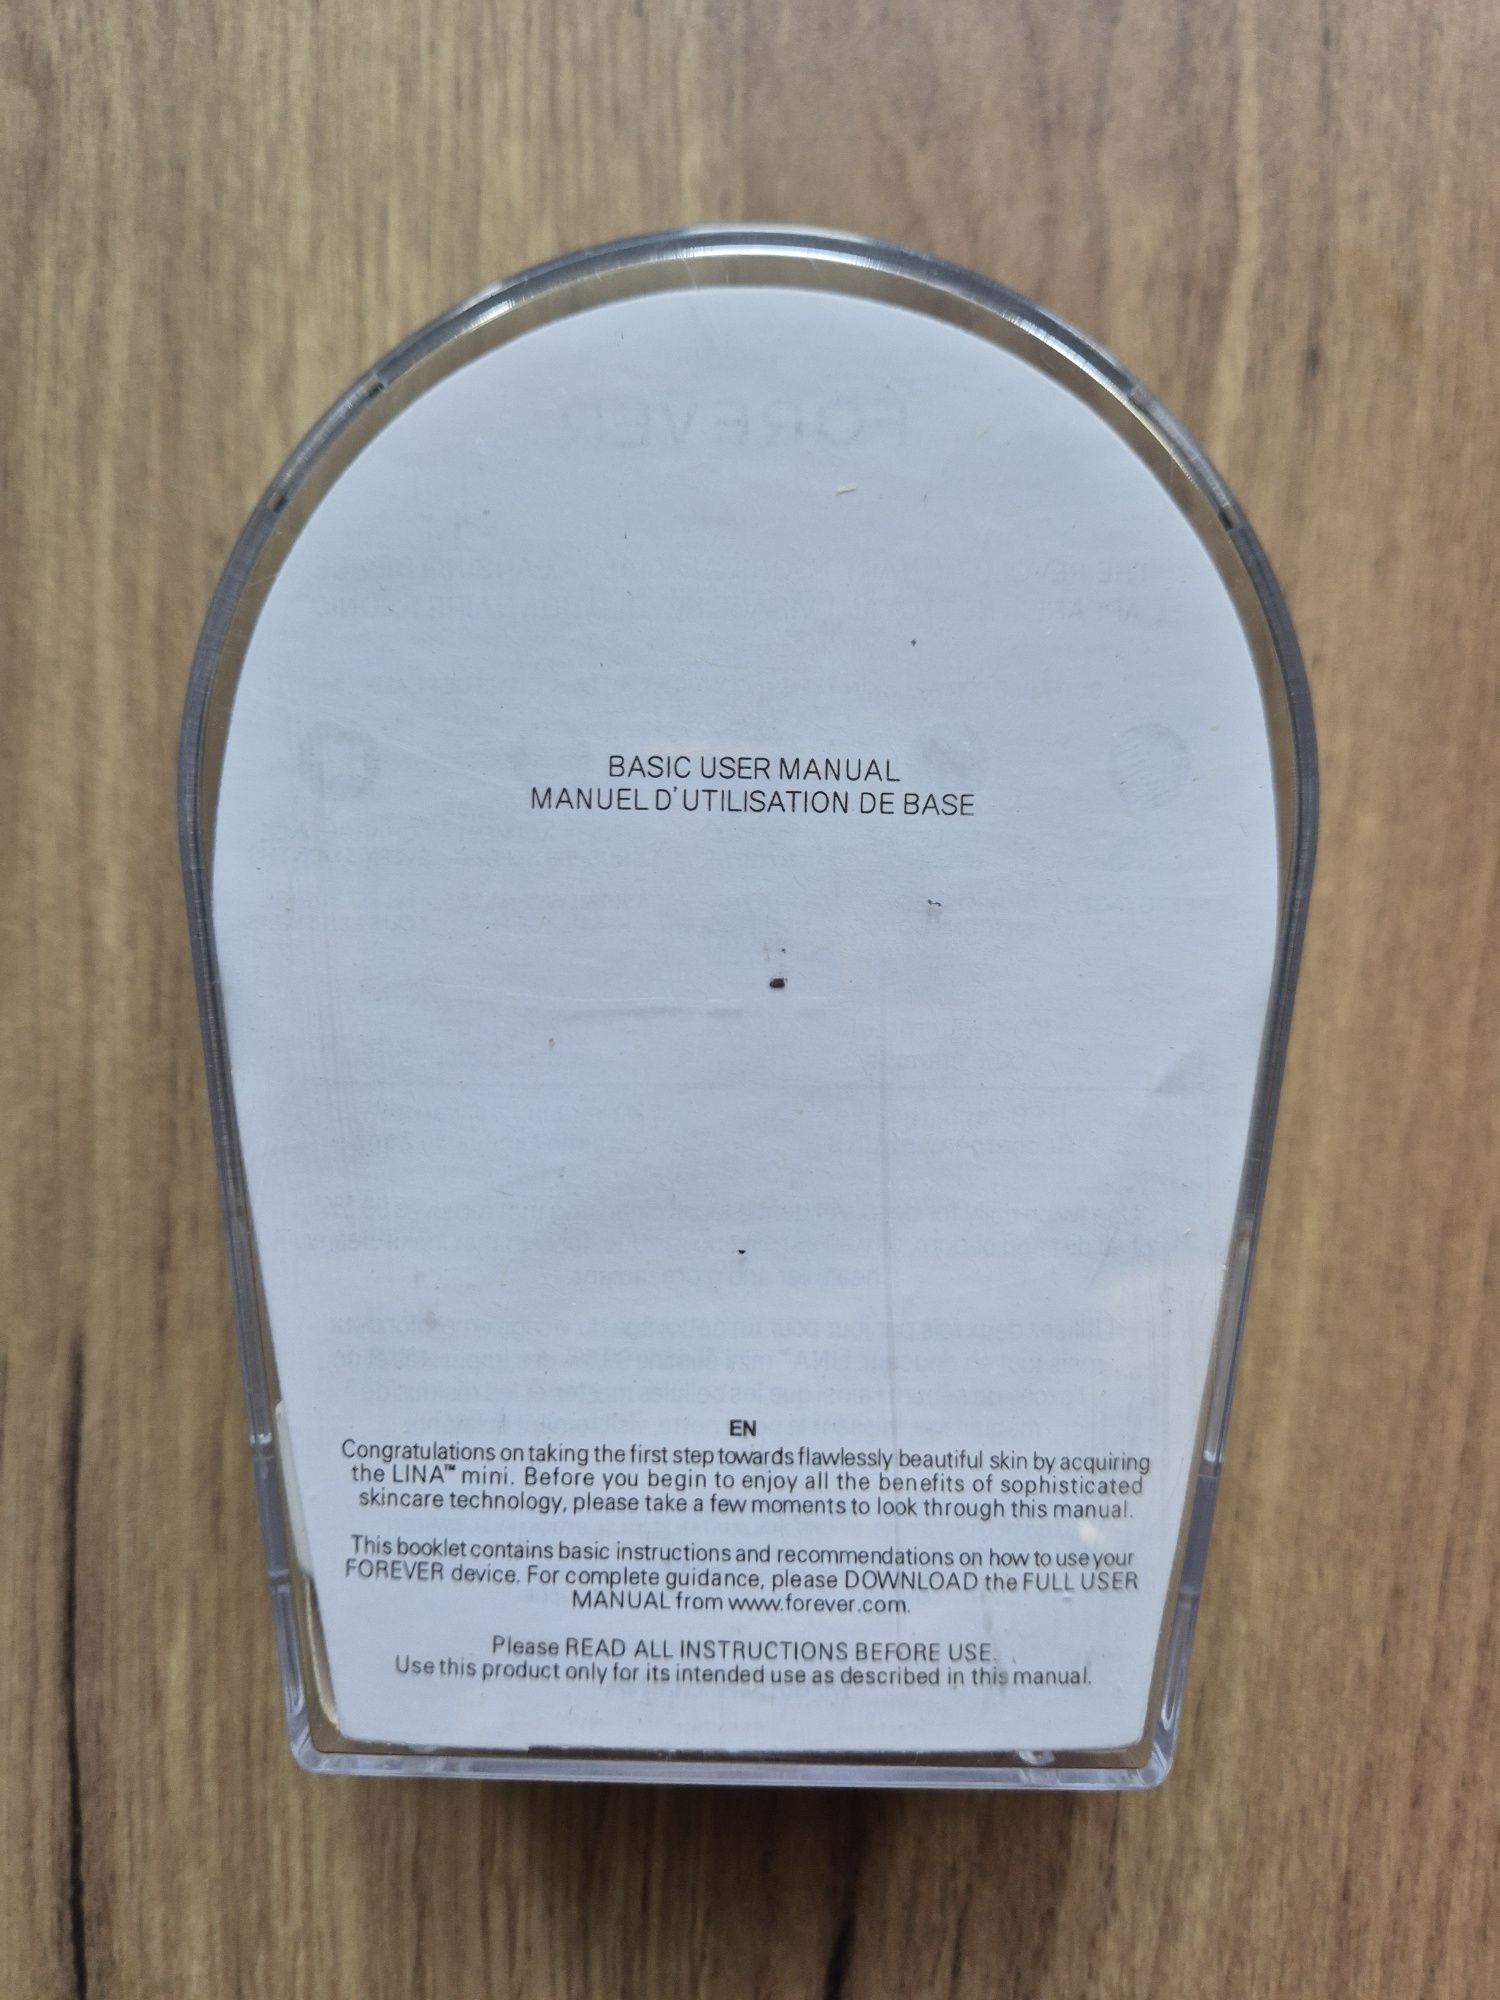 BASIC USER MANUAL
MANUEL D'UTILISATION DE BASE
EN
Congratulations on taking the first step towards flawlessly beautiful skin by acquiring
the LINA™ mini. Before you begin to enjoy all the benefits of sophisticated
skincare technology, please take a few moments to look through this manual.
This booklet contains basic instructions and recommendations on how to use your
FOREVER device. For complete guidance, please DOWNLOAD the FULL USER
MANUAL from www.forever.com.
Please READ ALL INSTRUCTIONS BEFORE USE.
Use this product only for its intended use as described in this manual.